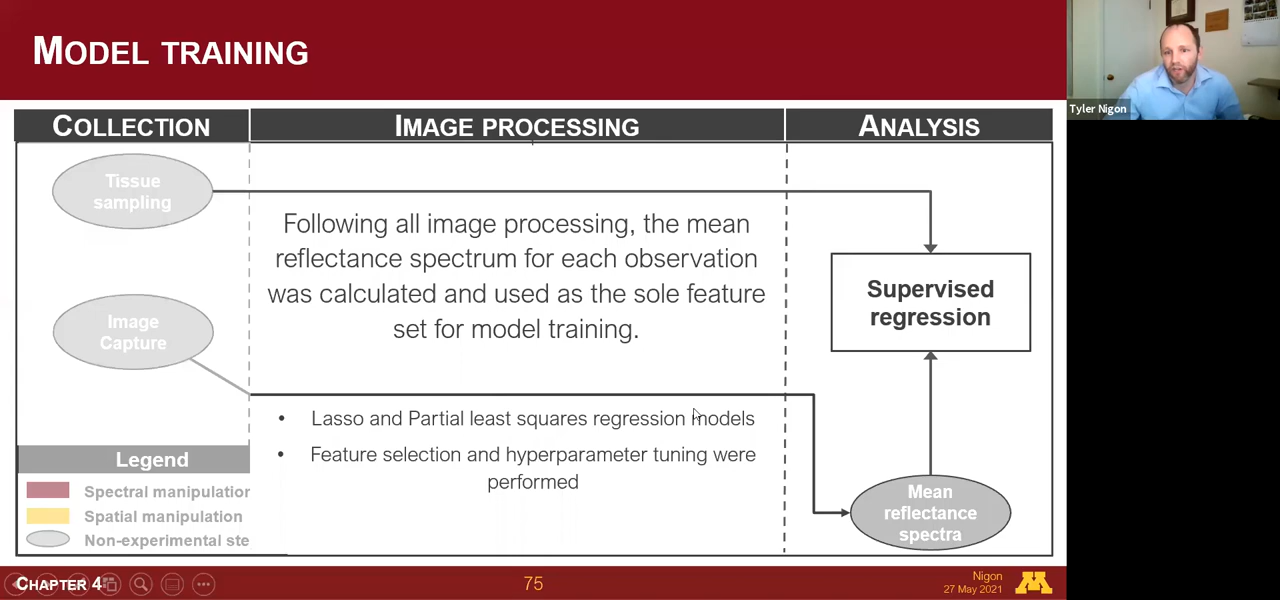 MODEL TRAINING
COLLECTION
IMAGE PROCESSING
ANALYSIS
Tissue
sampling
Following all image processing, the mean
reflectance spectrum for each observation
was calculated and used as the sole feature
set for model training.
Supervised
regression
Image
Capture
• Lasso and Partial least squares regression models
• Feature selection and hyperparameter tuning were
performed
Legend
Spectral manipulation
Spatial manipulation
Non-experimental ste
Mean
reflectance
spectra
CHAPTER 4
75
Nigon
27 May 2021
M
Tyler Nigon